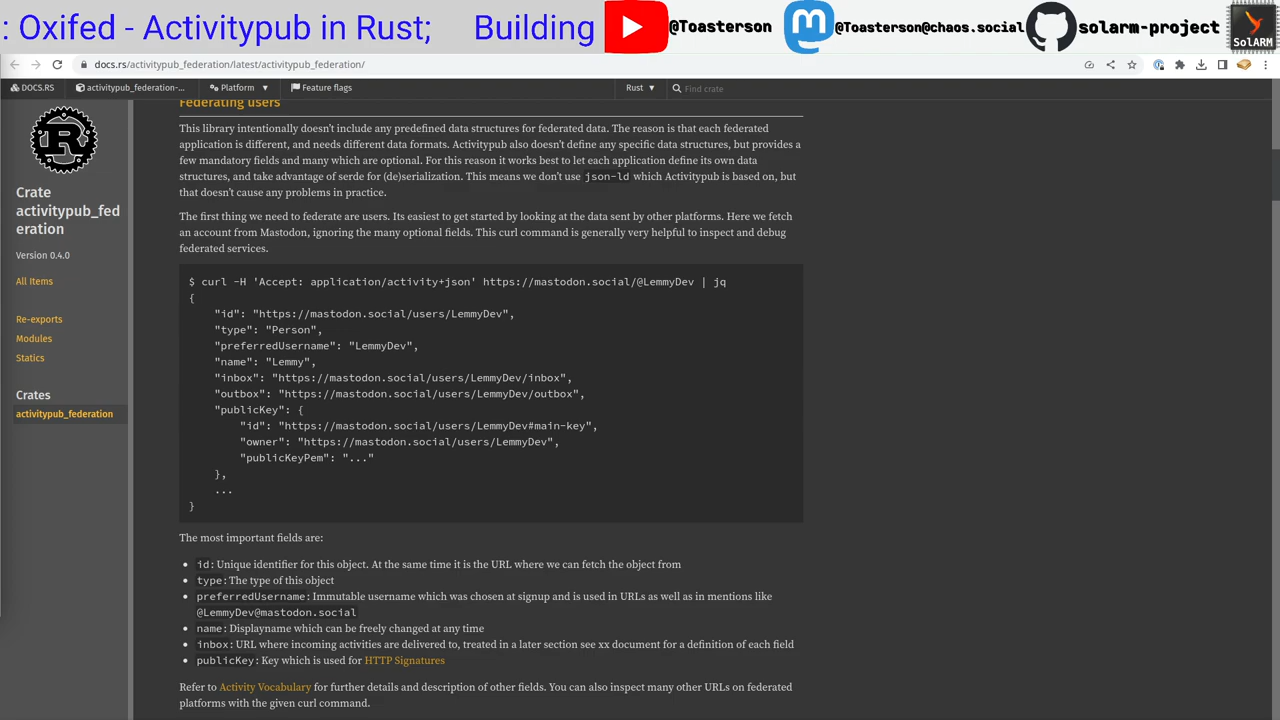 : Oxifed - Activitypub in Rust; Building
@Toasterson
@Toasterson@chaos.social
solarm-project
SolARM
docs.rs/activitypub_federation/latest/activitypub_federation/
DOCS.RS
activitypub_federation-...
Platform
Feature flags
Rust
Find crate
Crate
activitypub_fed
eration
Version 0.4.0
All Items
Re-exports
Modules
Statics
Crates
activitypub_federation
Federating users
This library intentionally doesn't include any predefined data structures for federated data. The reason is that each federated
application is different, and needs different data formats. Activitypub also doesn't define any specific data structures, but provides a
few mandatory fields and many which are optional. For this reason it works best to let each application define its own data
structures, and take advantage of serde for (de)serialization. This means we don't use json-ld which Activitypub is based on, but
that doesn't cause any problems in practice.
The first thing we need to federate are users. Its easiest to get started by looking at the data sent by other platforms. Here we fetch
an account from Mastodon, ignoring the many optional fields. This curl command is generally very helpful to inspect and debug
federated services.
$ curl -H 'Accept: application/activity+json' https://mastodon.social/@LemmyDev | jq
{
"id": "https://mastodon.social/users/LemmyDev",
"type": "Person",
"preferredUsername": "LemmyDev",
"name": "Lemmy",
"inbox": "https://mastodon.social/users/LemmyDev/inbox",
"outbox": "https://mastodon.social/users/LemmyDev/outbox",
"publicKey": {
"id": "https://mastodon.social/users/LemmyDev#main-key",
"owner": "https://mastodon.social/users/LemmyDev",
"publicKeyPem": "..."
},
...
}
The most important fields are:
• id: Unique identifier for this object. At the same time it is the URL where we can fetch the object from
• type: The type of this object
• preferredUsername: Immutable username which was chosen at signup and is used in URLs as well as in mentions like
@LemmyDev@mastodon.social
• name: Displayname which can be freely changed at any time
• inbox: URL where incoming activities are delivered to, treated in a later section see xx document for a definition of each field
• publicKey: Key which is used for HTTP Signatures
Refer to Activity Vocabulary for further details and description of other fields. You can also inspect many other URLs on federated
platforms with the given curl command.